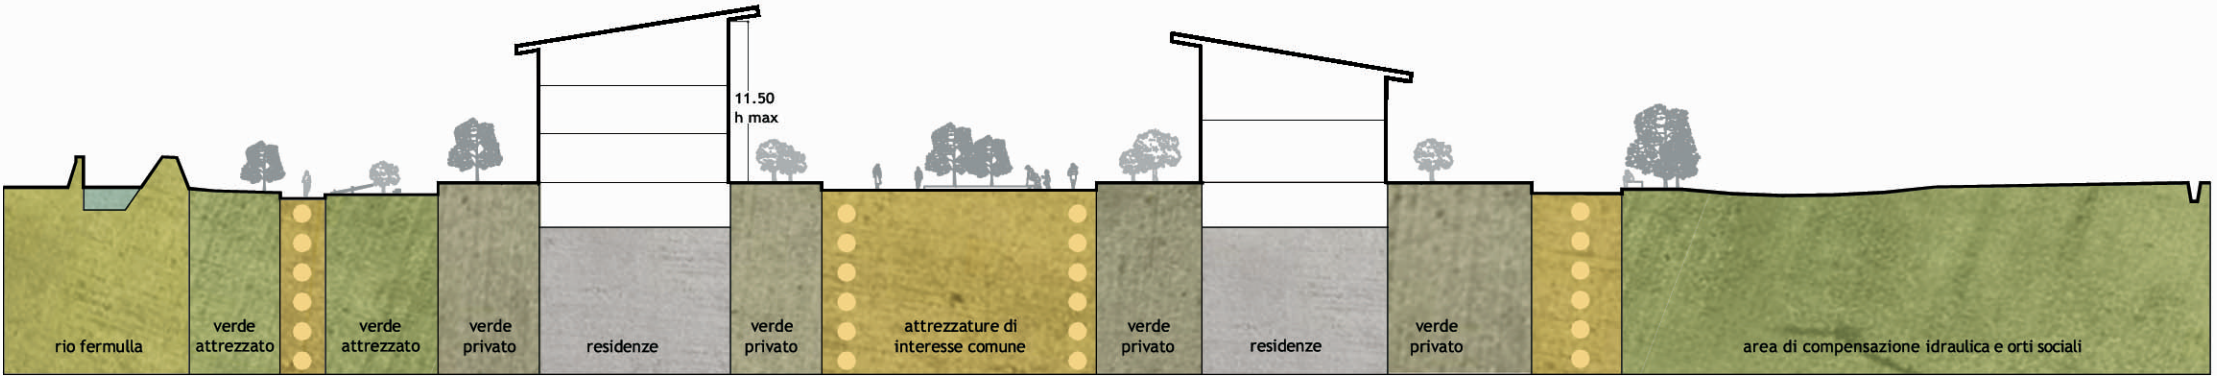 11.50
h max
rio fermulla
verde
attrezzato
verde
attrezzato
verde
privato
residenze
verde
privato
attrezzature di
interesse comune
verde
privato
residenze
verde
privato
area di compensazione idraulica e orti sociali